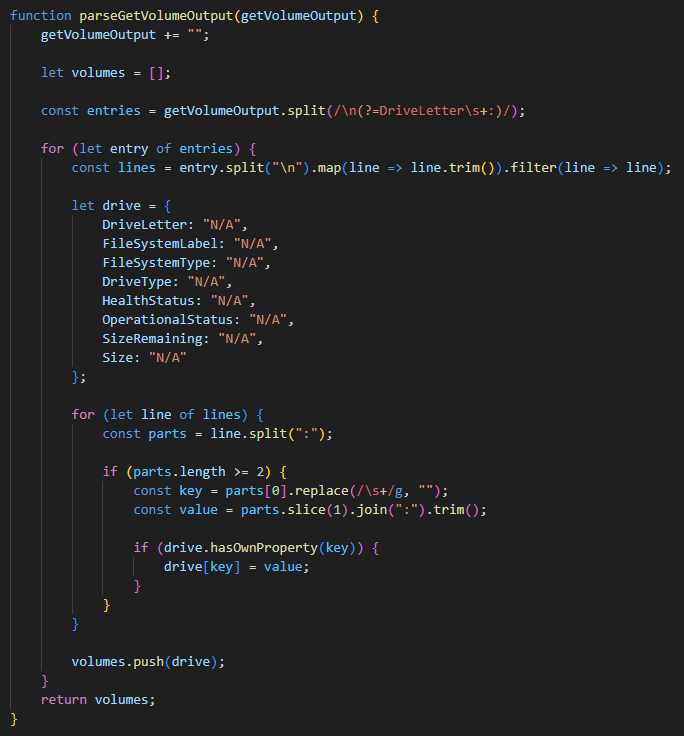 function parseGetVolumeOutput(getVolumeOutput) {
    getVolumeOutput += "";

    let volumes = [];

    const entries = getVolumeOutput.split(/\n(?=DriveLetter\s+:)/);

    for (let entry of entries) {
        const lines = entry.split("\n").map(line => line.trim()).filter(line => line);

        let drive = {
            DriveLetter: "N/A",
            FileSystemLabel: "N/A",
            FileSystemType: "N/A",
            DriveType: "N/A",
            HealthStatus: "N/A",
            OperationalStatus: "N/A",
            SizeRemaining: "N/A",
            Size: "N/A"
        };

        for (let line of lines) {
            const parts = line.split(":");

            if (parts.length >= 2) {
                const key = parts[0].replace(/\s+/g, "");
                const value = parts.slice(1).join(":").trim();

                if (drive.hasOwnProperty(key)) {
                    drive[key] = value;
                }
            }
        }

        volumes.push(drive);
    }
    return volumes;
}